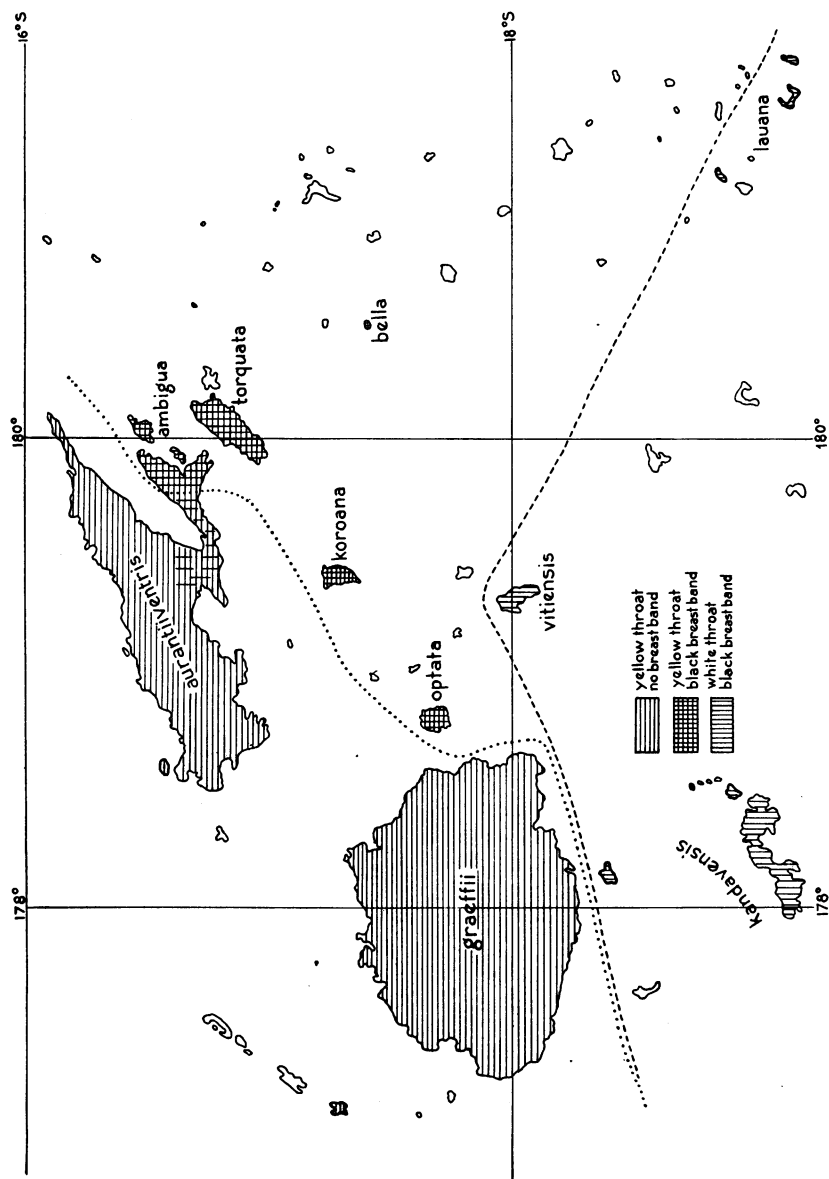 16°S
18°S
180°
180°
178°
178°
ambigua
torquata
aurantiiventris
koroana
bella
optata
vitiensis
lauana
graeffii
kandavensis
yellow throat
no breast band
yellow throat
black breast band
white throat
black breast band